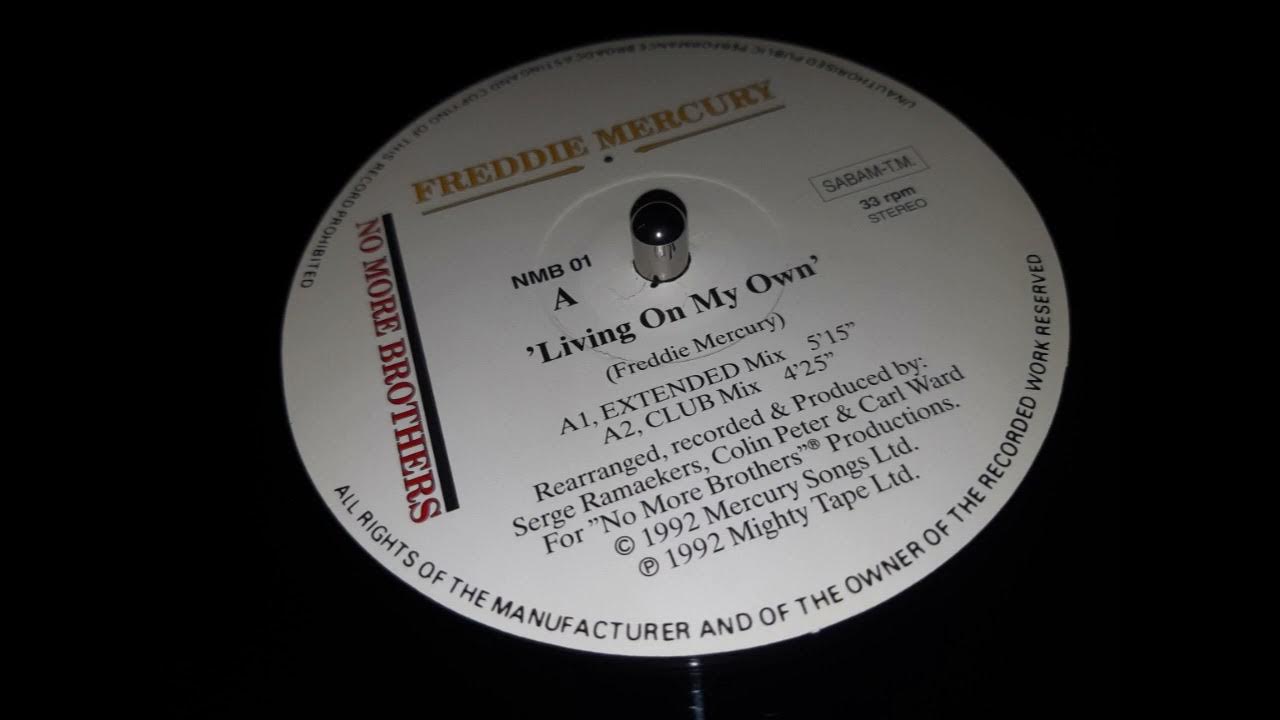 FREDDIE MERCURY
NO MORE BROTHERS
SABAM-T.M.
33 rpm
STEREO
NMB 01
A
’Living On My Own’
(Freddie Mercury)
A1, EXTENDED Mix 5’15”
A2, CLUB Mix 4’25”
Rearranged, recorded & Produced by:
Serge Ramaekers, Colin Peter & Carl Ward
For ”No More Brothers”® Productions.
© 1992 Mercury Songs Ltd.
℗ 1992 Mighty Tape Ltd.
ALL RIGHTS OF THE MANUFACTURER AND OF THE OWNER OF THE RECORDED WORK RESERVED
UNAUTHORISED PUBLIC PERFORMANCE BROADCASTING AND COPYING OF THIS RECORD PROHIBITED